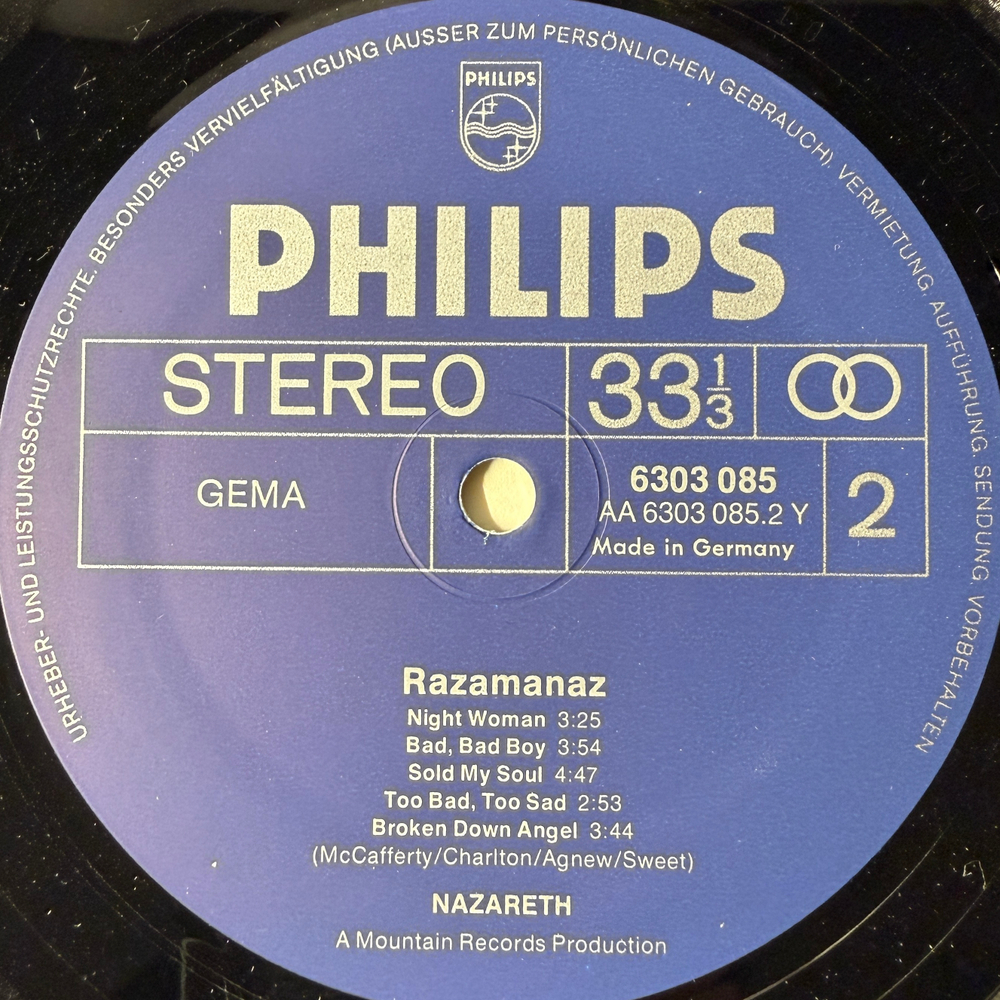 URHEBER- UND LEISTUNGSSCHUTZRECHTE, BESONDERS VERVIELFÄLTIGUNG (AUSSER ZUM PERSÖNLICHEN GEBRAUCH), VERMIETUNG, AUFFÜHRUNG, SENDUNG, VORBEHALTEN
PHILIPS
PHILIPS
STEREO 33 1/3
GEMA
6303 085
AA 6303 085.2 Y
Made in Germany
2
Razamanaz
Night Woman 3:25
Bad, Bad Boy 3:54
Sold My Soul 4:47
Too Bad, Too Sad 2:53
Broken Down Angel 3:44
(McCafferty/Charlton/Agnew/Sweet)
NAZARETH
A Mountain Records Production